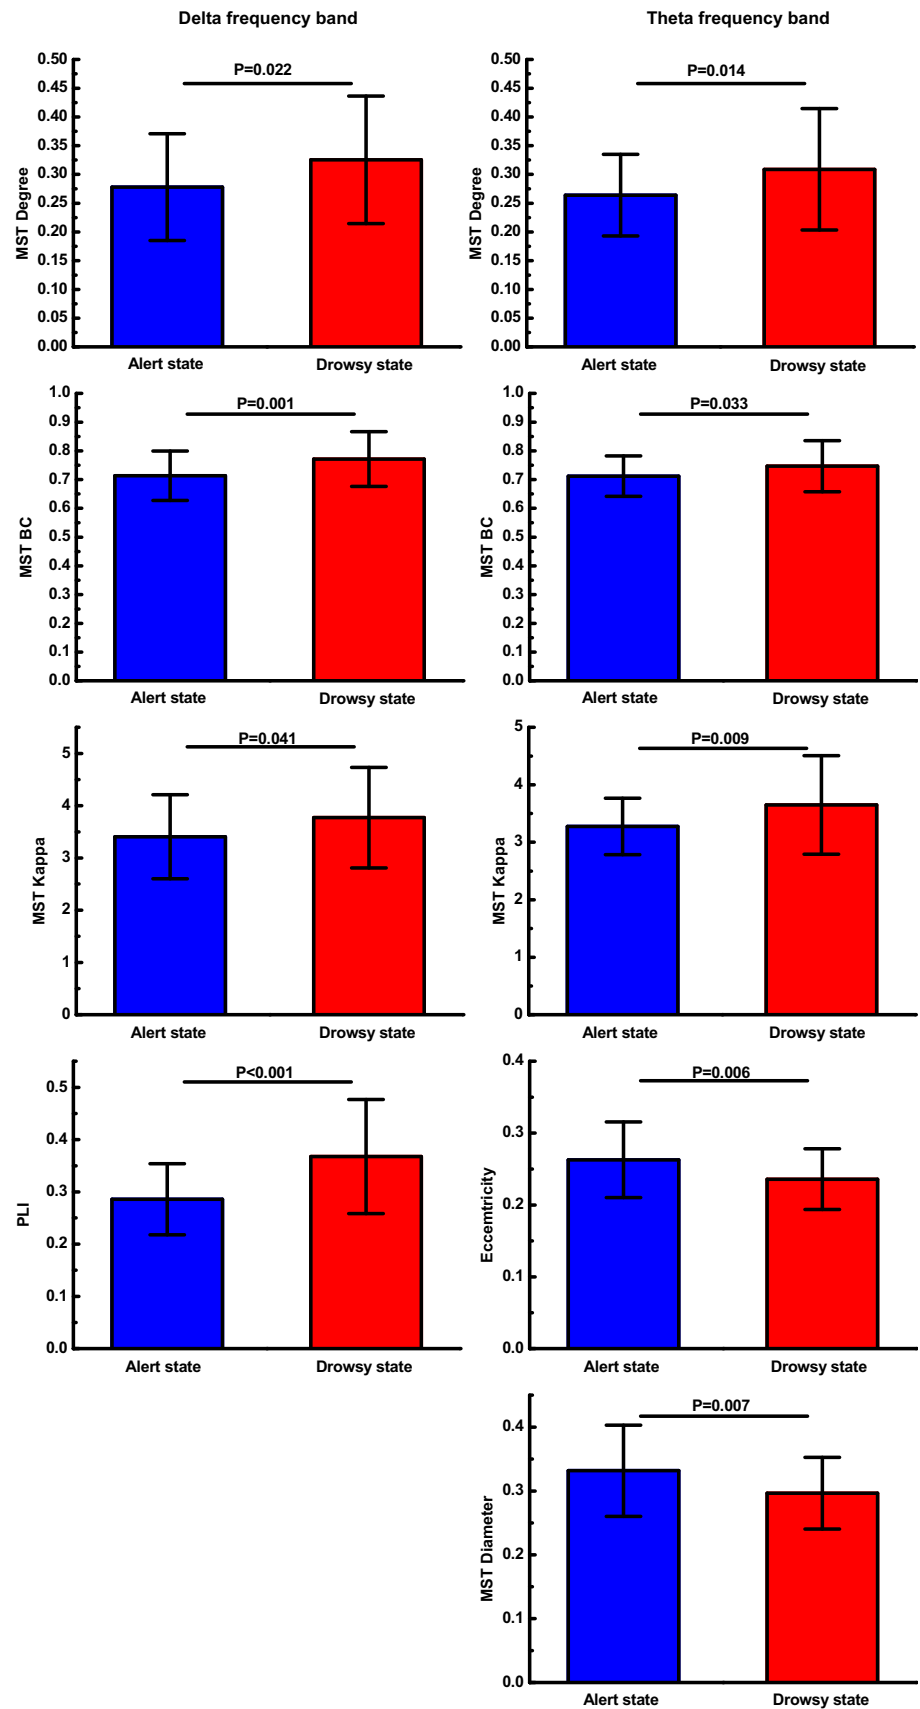 Delta frequency band
Theta frequency band
P=0.022
0.50
0.45
0.40
0.35
0.30
0.25
0.20
0.15
0.10
0.05
0.00
MST Degree
Alert state
Drowsy state
P=0.014
0.50
0.45
0.40
0.35
0.30
0.25
0.20
0.15
0.10
0.05
0.00
MST Degree
Alert state
Drowsy state
P=0.001
1.0
0.9
0.8
0.7
0.6
0.5
0.4
0.3
0.2
0.1
0.0
MST BC
Alert state
Drowsy state
P=0.033
1.0
0.9
0.8
0.7
0.6
0.5
0.4
0.3
0.2
0.1
0.0
MST BC
Alert state
Drowsy state
P=0.041
5
4
3
2
1
0
MST Kappa
Alert state
Drowsy state
P=0.009
5
4
3
2
1
0
MST Kappa
Alert state
Drowsy state
P<0.001
0.5
0.4
0.3
0.2
0.1
0.0
PLI
Alert state
Drowsy state
P=0.006
0.4
0.3
0.2
0.1
0.0
Eccemtricity
Alert state
Drowsy state
P=0.007
0.4
0.3
0.2
0.1
0.0
MST Diameter
Alert state
Drowsy state